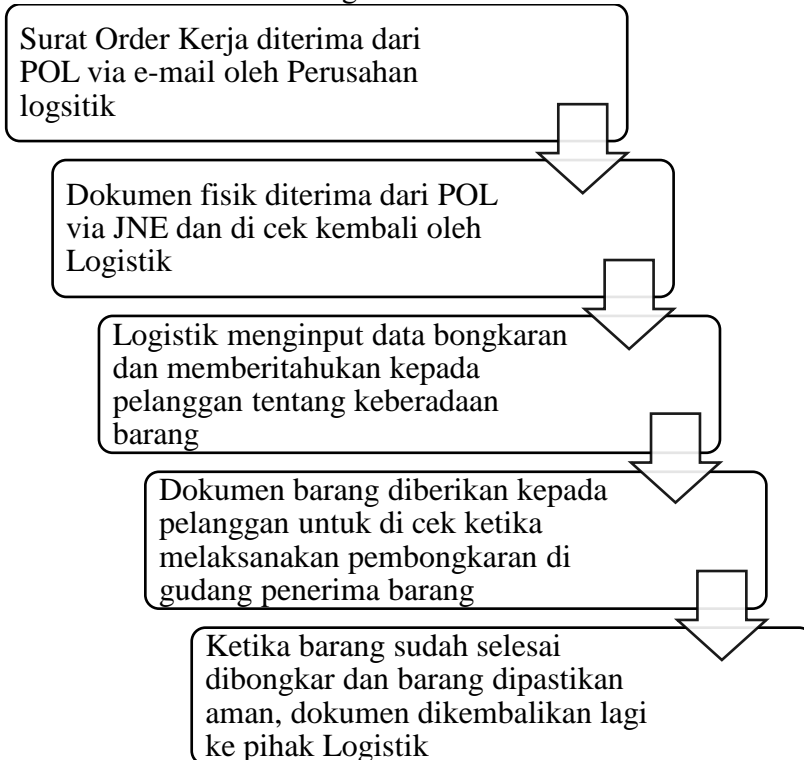 Surat Order Kerja diterima dari
POL via e-mail oleh Perusahan
logsitik
Dokumen fisik diterima dari POL
via JNE dan di cek kembali oleh
Logistik
Logistik menginput data bongkaran
dan memberitahukan kepada
pelanggan tentang keberadaan
barang
Dokumen barang diberikan kepada
pelanggan untuk di cek ketika
melaksanakan pembongkaran di
gudang penerima barang
Ketika barang sudah selesai
dibongkar dan barang dipastikan
aman, dokumen dikembalikan lagi
ke pihak Logistik